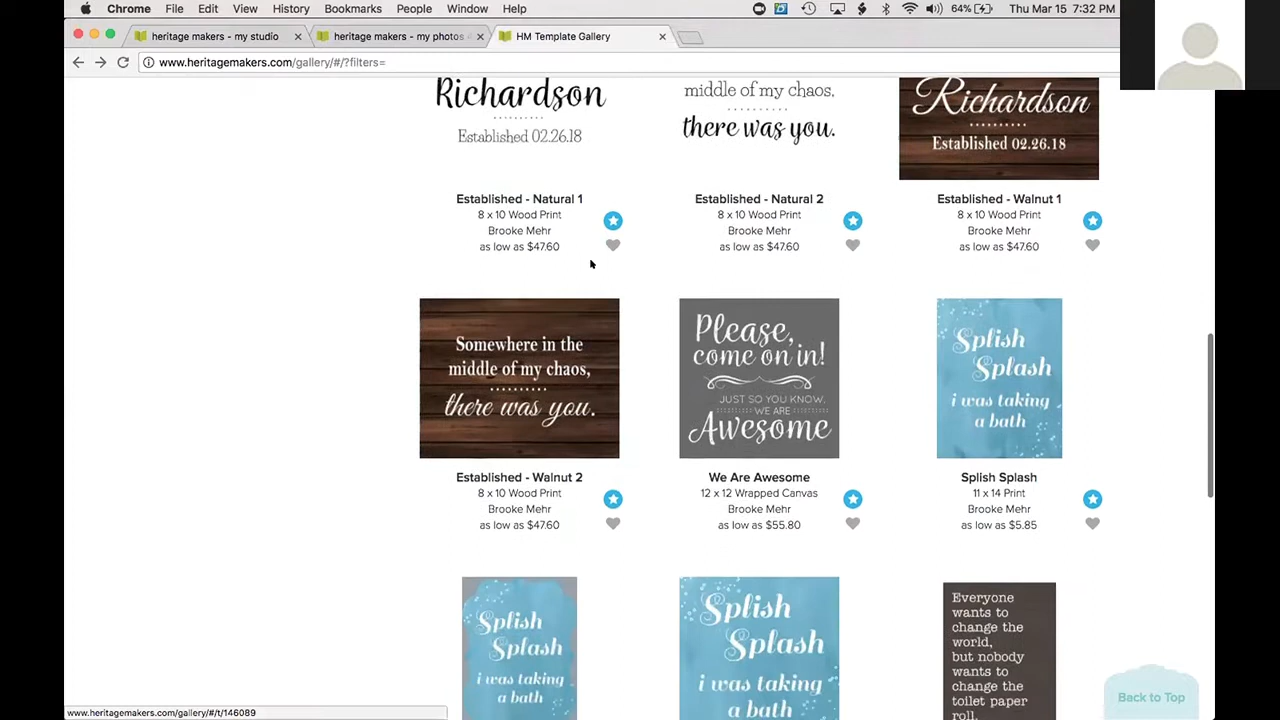 Chrome File Edit View History Bookmarks People Window Help 64% Thu Mar 15 7:32 PM
heritage makers - my studio
heritage makers - my photos
HM Template Gallery
www.heritagemakers.com/gallery/#/?filters=
Richardson
Established 02.26.18
middle of my chaos,
there was you.
Richardson
Established 02.26.18
Established - Natural 1
8 x 10 Wood Print
Brooke Mehr
as low as $47.60
Established - Natural 2
8 x 10 Wood Print
Brooke Mehr
as low as $47.60
Established - Walnut 1
8 x 10 Wood Print
Brooke Mehr
as low as $47.60
Somewhere in the
middle of my chaos,
there was you.
Please,
come on in!
JUST SO YOU KNOW,
WE ARE
Awesome
Splish
Splash
i was taking
a bath
Established - Walnut 2
8 x 10 Wood Print
Brooke Mehr
as low as $47.60
We Are Awesome
12 x 12 Wrapped Canvas
Brooke Mehr
as low as $55.80
Splish Splash
11 x 14 Print
Brooke Mehr
as low as $5.85
Splish
Splash
i was taking
a bath
Splish
Splash
i was taking
a bath
Everyone
wants to
change the
world,
but nobody
wants to
change the
toilet paper
roll.
Back to Top
www.heritagemakers.com/gallery/#/t/146089